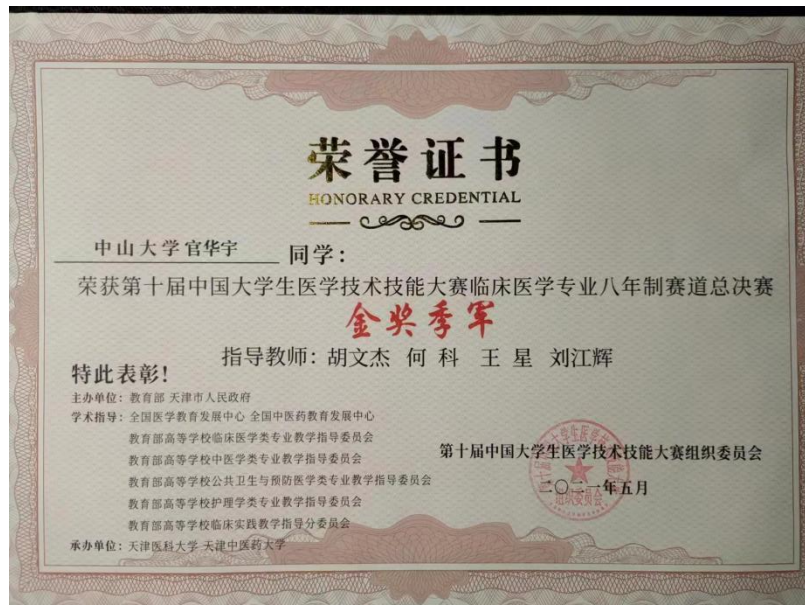 荣誉证书
HONORARY CREDENTIAL
中山大学官华宇 同学：
荣获第十届中国大学生医学技术技能大赛临床医学专业八年制赛道总决赛
金奖季军
指导教师：胡文杰 何科 王星 刘江辉
特此表彰！
主办单位：教育部 天津市人民政府
学术指导：全国医学教育发展中心 全国中医药教育发展中心
教育部高等学校临床医学类专业教学指导委员会
教育部高等学校中医学类专业教学指导委员会
教育部高等学校公共卫生与预防医学类专业教学指导委员会
教育部高等学校护理学类专业教学指导委员会
教育部高等学校临床实践教学指导分委员会
承办单位：天津医科大学 天津中医药大学
第十届中国大学生医学技术技能大赛组织委员会
二〇二一年五月